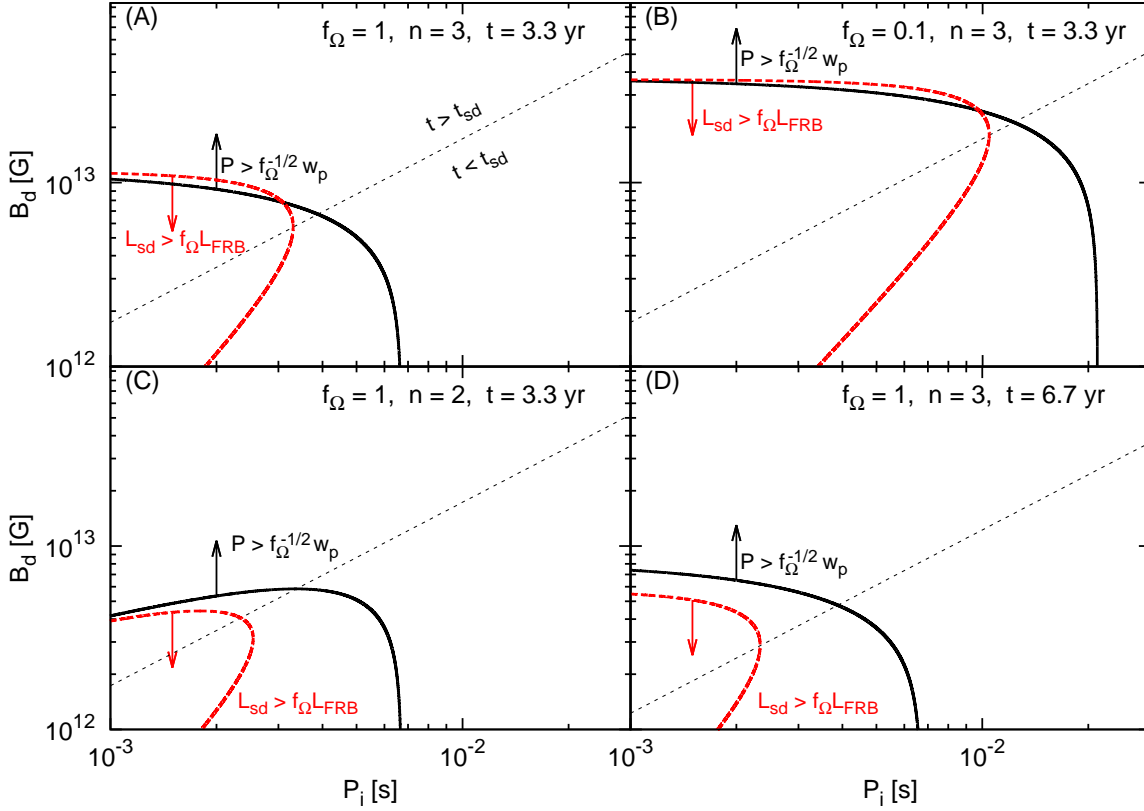 (A) f_Ω = 1, n = 3, t = 3.3 yr
t > t_sd
t < t_sd
P > f_Ω^-1/2 w_p
L_sd > f_Ω L_FRB
B_d [G]
10^13
10^12
(B) f_Ω = 0.1, n = 3, t = 3.3 yr
P > f_Ω^-1/2 w_p
L_sd > f_Ω L_FRB
(C) f_Ω = 1, n = 2, t = 3.3 yr
P > f_Ω^-1/2 w_p
L_sd > f_Ω L_FRB
B_d [G]
10^13
10^12
10^-3
10^-2
P_i [s]
(D) f_Ω = 1, n = 3, t = 6.7 yr
P > f_Ω^-1/2 w_p
L_sd > f_Ω L_FRB
10^-3
10^-2
P_i [s]